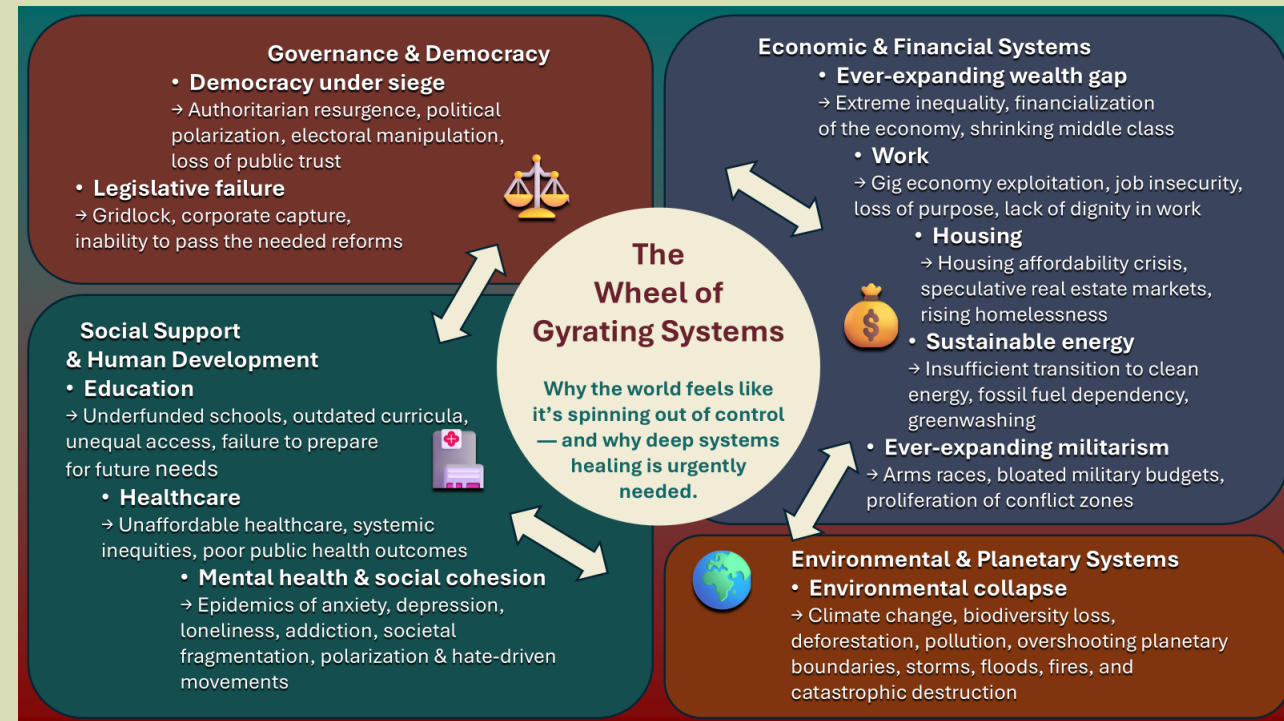 Governance & Democracy
• Democracy under siege
→ Authoritarian resurgence, political
polarization, electoral manipulation,
loss of public trust
• Legislative failure
→ Gridlock, corporate capture,
inability to pass the needed reforms
Social Support
& Human Development
• Education
→ Underfunded schools, outdated curricula,
unequal access, failure to prepare
for future needs
• Healthcare
→ Unaffordable healthcare, systemic
inequities, poor public health outcomes
• Mental health & social cohesion
→ Epidemics of anxiety, depression,
loneliness, addiction, societal
fragmentation, polarization & hate-driven
movements
The
Wheel of
Gyrating Systems
Why the world feels like
it’s spinning out of control
— and why deep systems
healing is urgently
needed.
Economic & Financial Systems
• Ever-expanding wealth gap
→ Extreme inequality, financialization
of the economy, shrinking middle class
• Work
→ Gig economy exploitation, job insecurity,
loss of purpose, lack of dignity in work
• Housing
→ Housing affordability crisis,
speculative real estate markets,
rising homelessness
$
• Sustainable energy
→ Insufficient transition to clean
energy, fossil fuel dependency,
greenwashing
• Ever-expanding militarism
→ Arms races, bloated military budgets,
proliferation of conflict zones
Environmental & Planetary Systems
• Environmental collapse
→ Climate change, biodiversity loss,
deforestation, pollution, overshooting planetary
boundaries, storms, floods, fires, and
catastrophic destruction